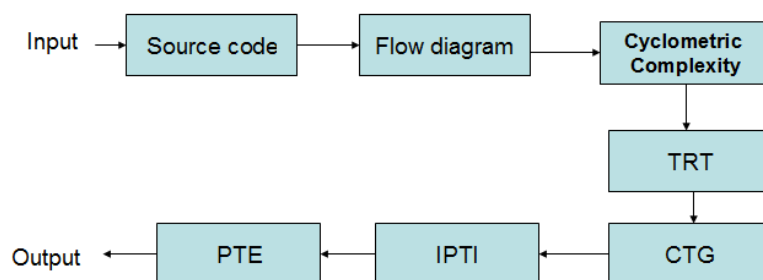 Input
Source code
Flow diagram
Cyclometric
Complexity
TRT
CTG
IPTI
PTE
Output